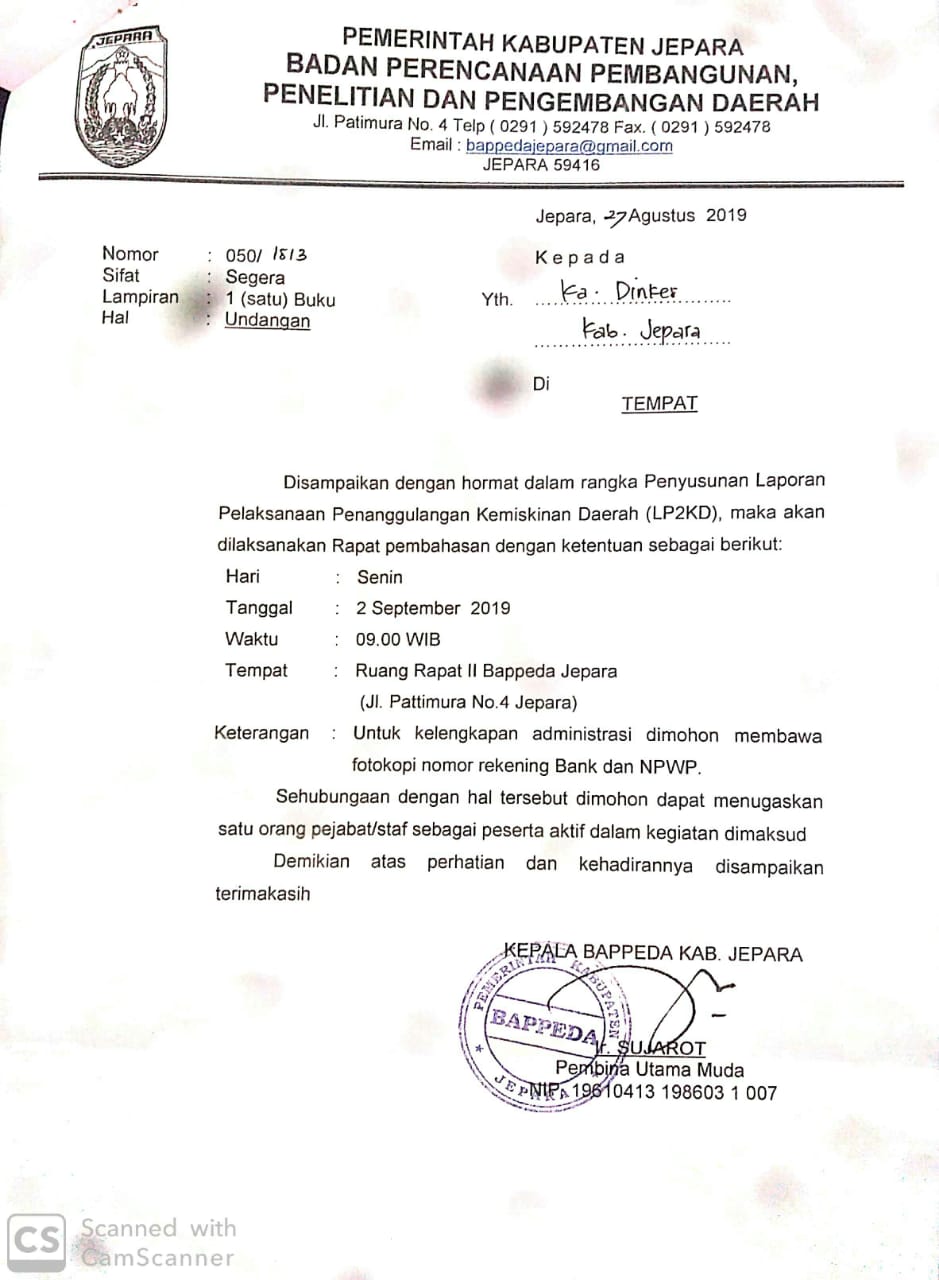 JEPARA
PEMERINTAH KABUPATEN JEPARA
BADAN PERENCANAAN PEMBANGUNAN,
PENELITIAN DAN PENGEMBANGAN DAERAH
Jl. Patimura No. 4 Telp ( 0291 ) 592478 Fax. ( 0291 ) 592478
Email : bappedajepara@gmail.com
JEPARA 59416
Jepara, 27 Agustus 2019
Nomor : 050/ 1813
Sifat : Segera
Lampiran : 1 (satu) Buku
Hal : Undangan
Kepada
Yth. Ka. Dinker
Kab. Jepara
Di
TEMPAT
Disampaikan dengan hormat dalam rangka Penyusunan Laporan
Pelaksanaan Penanggulangan Kemiskinan Daerah (LP2KD), maka akan
dilaksanakan Rapat pembahasan dengan ketentuan sebagai berikut:
Hari : Senin
Tanggal : 2 September 2019
Waktu : 09.00 WIB
Tempat : Ruang Rapat II Bappeda Jepara
(Jl. Pattimura No.4 Jepara)
Keterangan : Untuk kelengkapan administrasi dimohon membawa
fotokopi nomor rekening Bank dan NPWP.
Sehubungaan dengan hal tersebut dimohon dapat menugaskan
satu orang pejabat/staf sebagai peserta aktif dalam kegiatan dimaksud
Demikian atas perhatian dan kehadirannya disampaikan
terimakasih
KEPALA BAPPEDA KAB. JEPARA
PEMERINTAH KABUPATEN
BAPPEDA
JEPARA
Ir. SUJAROT
Pembina Utama Muda
NIP. 19610413 198603 1 007
CS Scanned with
CamScanner